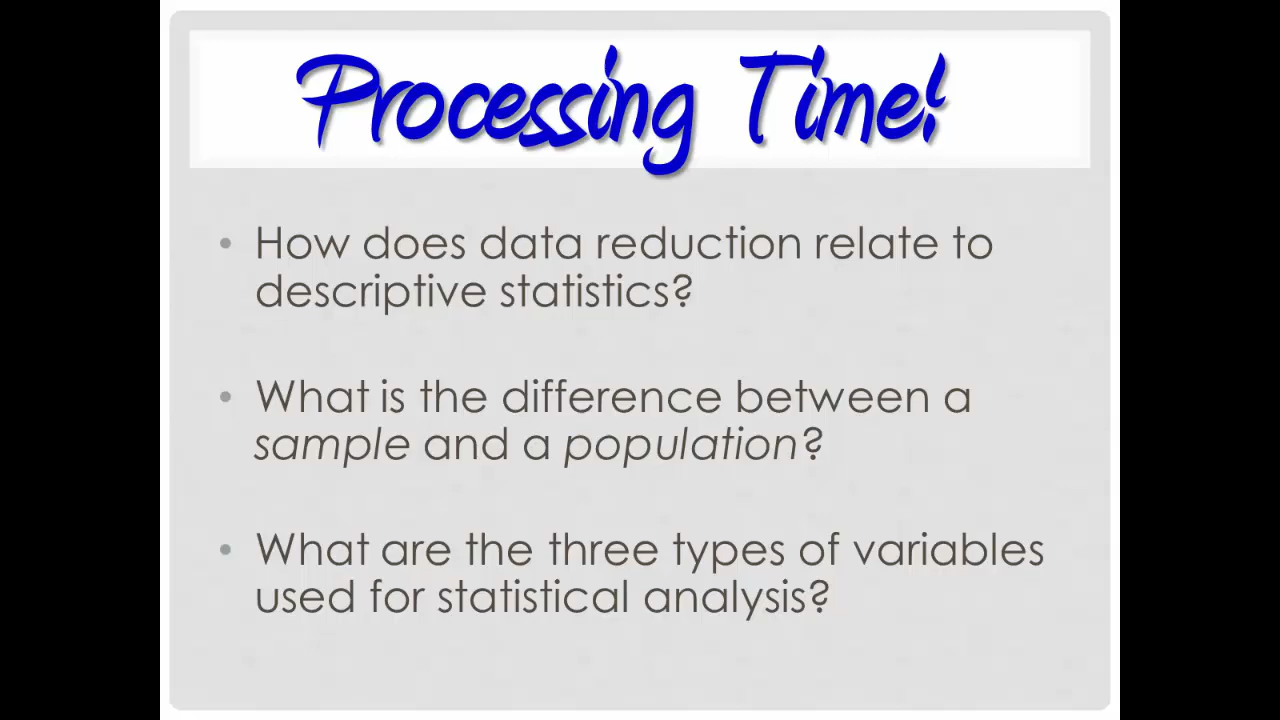 Processing Time!
• How does data reduction relate to
descriptive statistics?
• What is the difference between a
sample and a population?
• What are the three types of variables
used for statistical analysis?